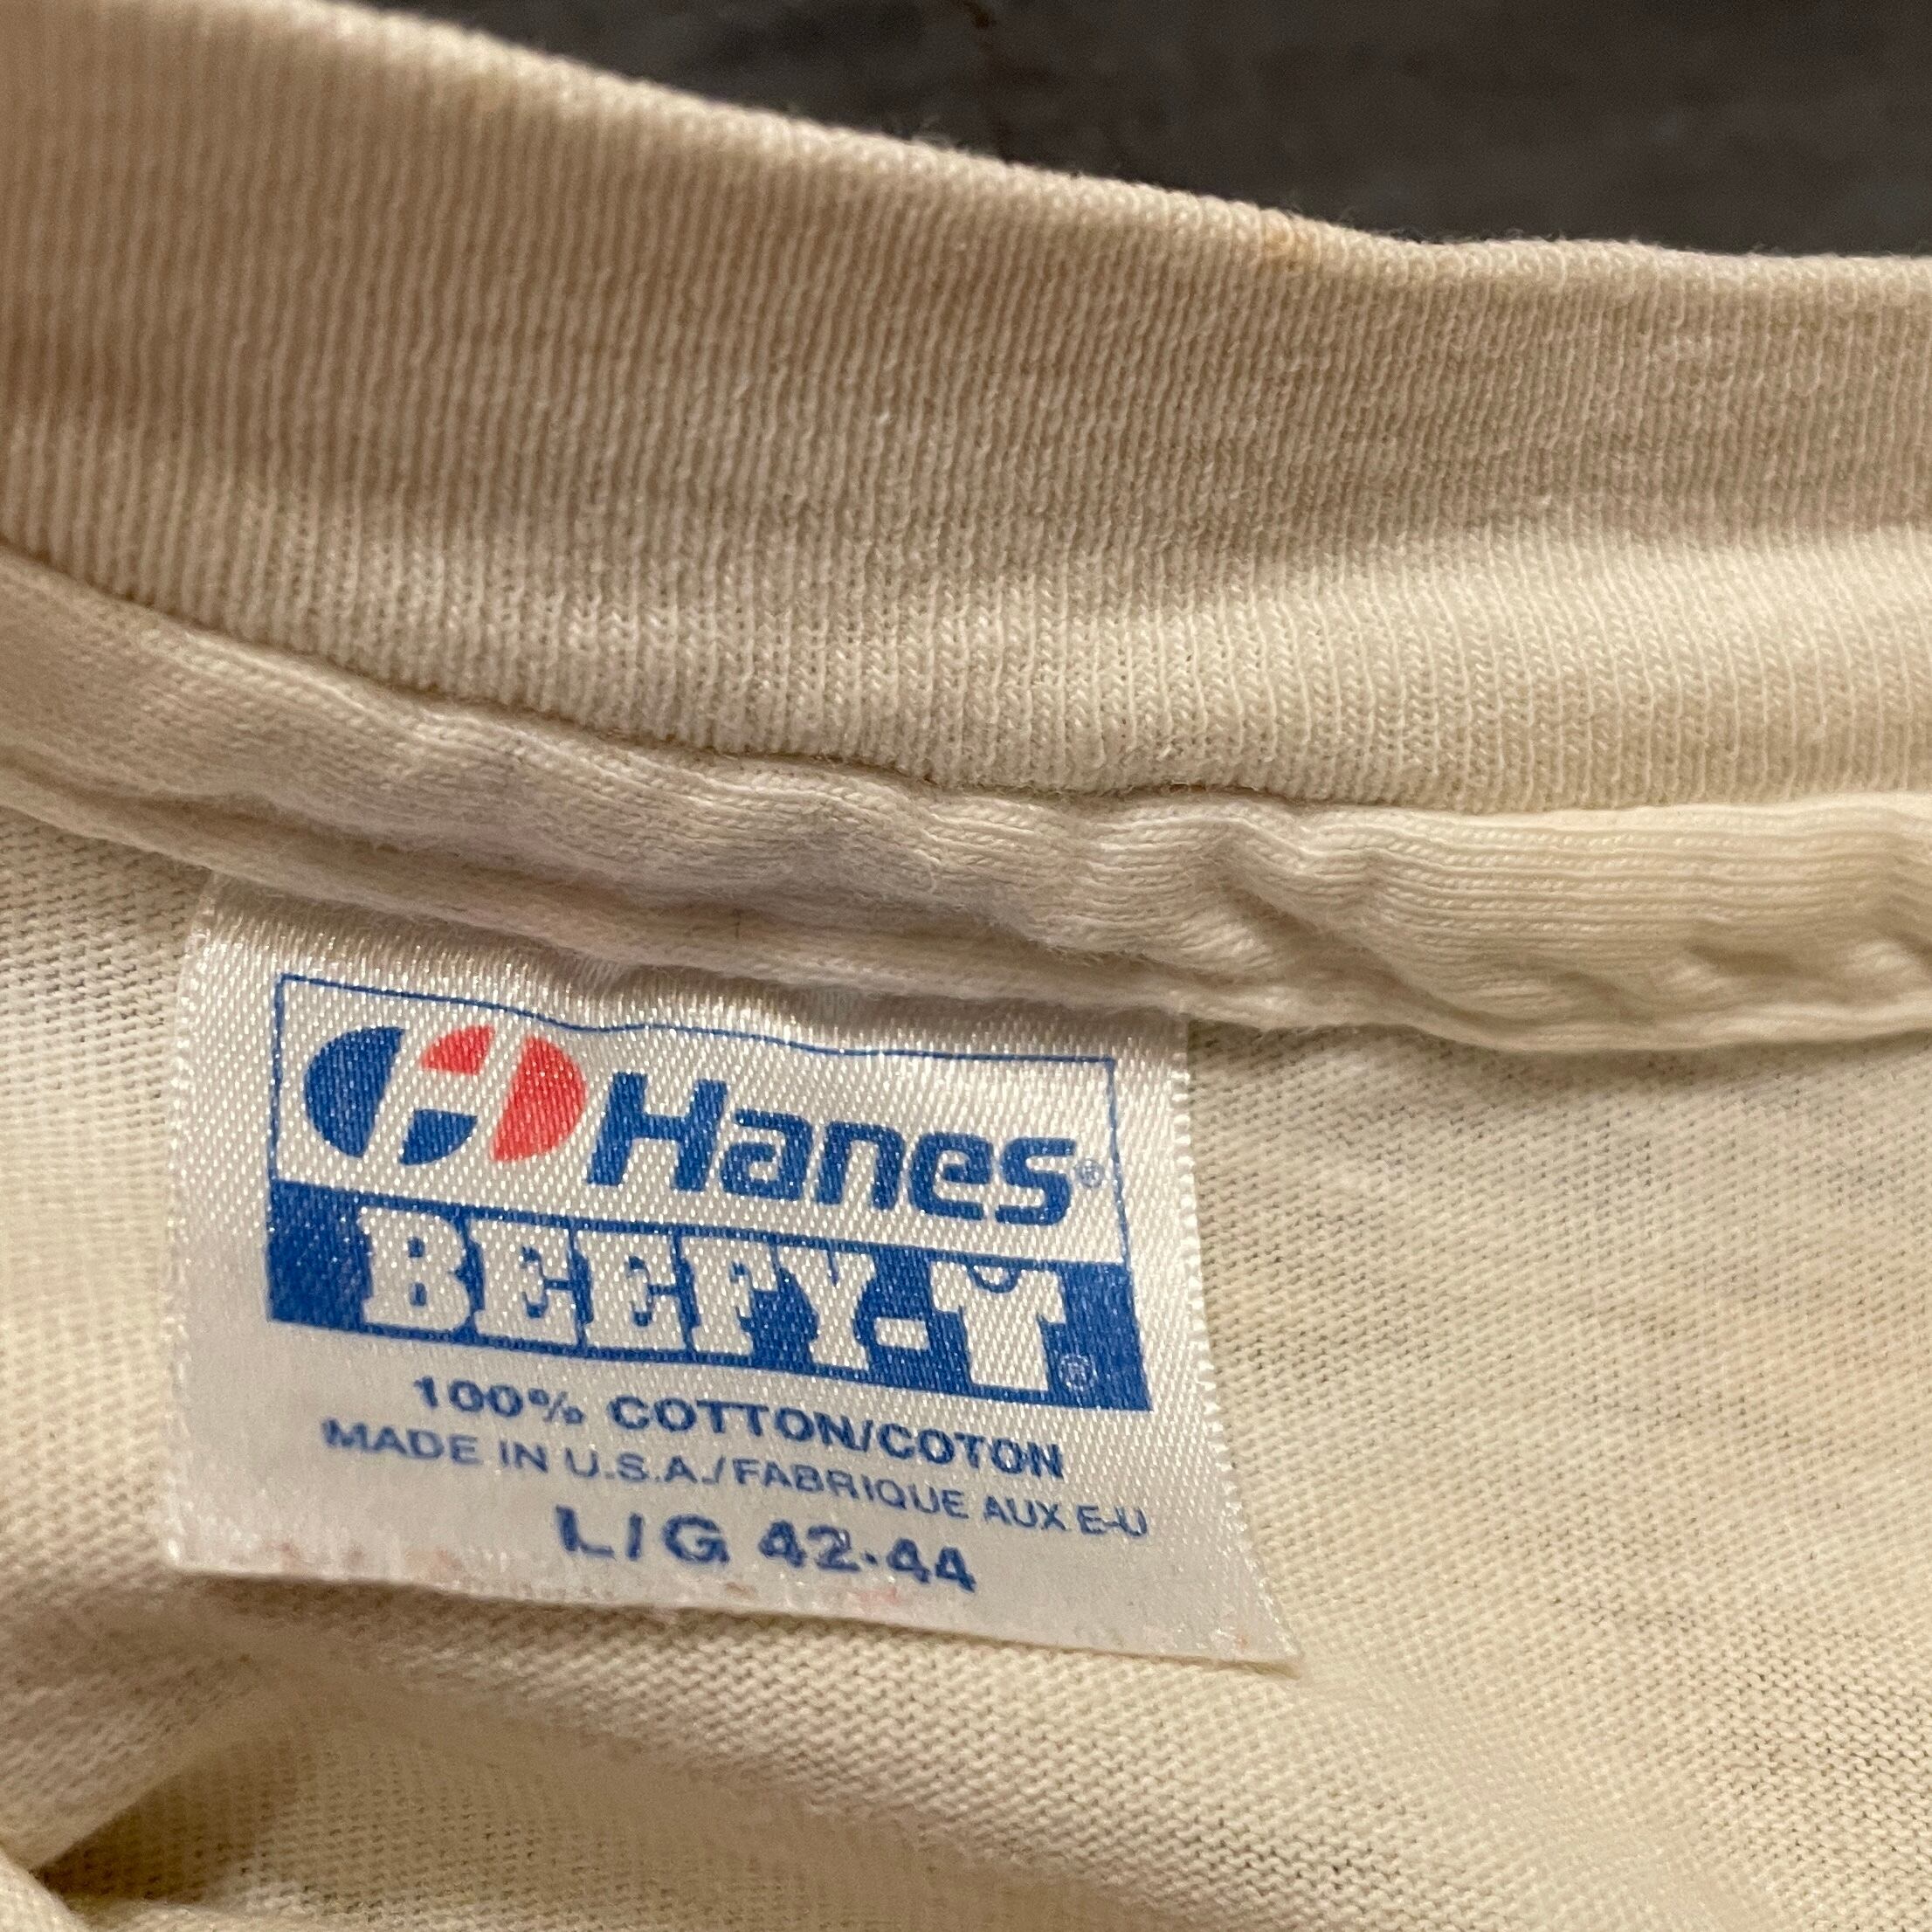 Hanes®
BEEFY-T®
100% COTTON/COTON
MADE IN U.S.A./FABRIQUE AUX E-U
L/G 42-44